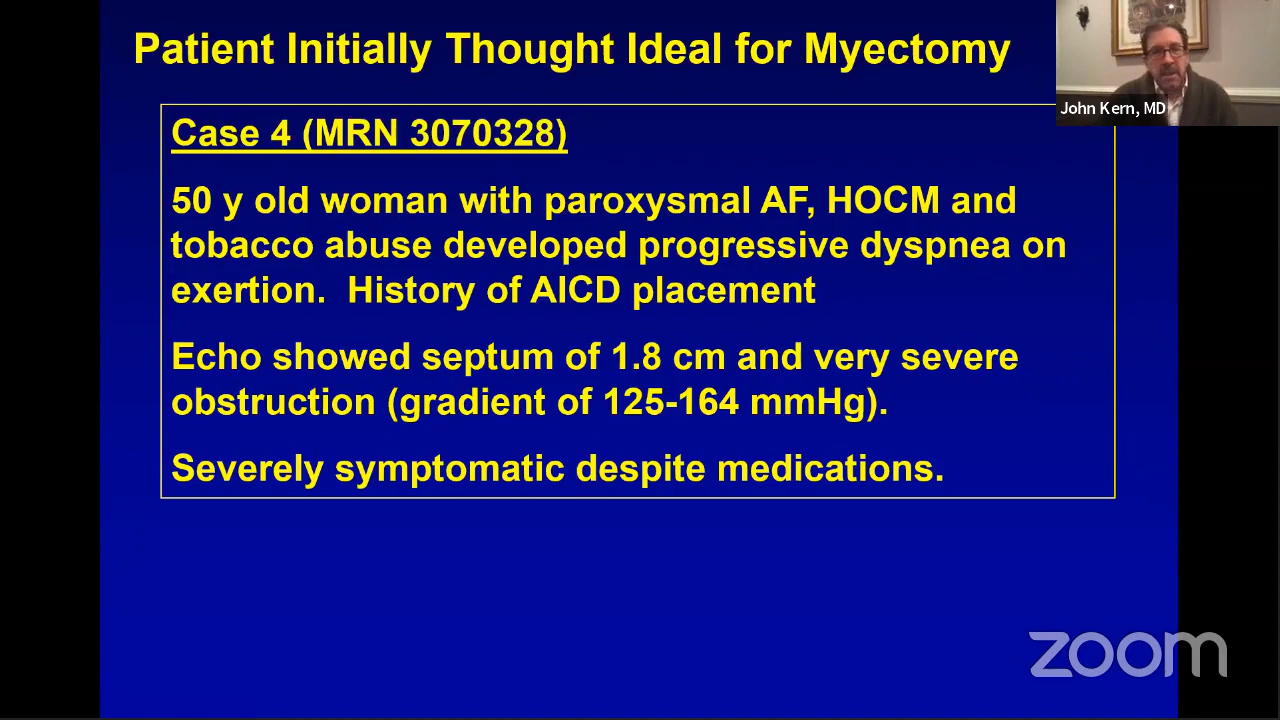 Patient Initially Thought Ideal for Myectomy
John Kern, MD
Case 4 (MRN 3070328)
50 y old woman with paroxysmal AF, HOCM and
tobacco abuse developed progressive dyspnea on
exertion.  History of AICD placement
Echo showed septum of 1.8 cm and very severe
obstruction (gradient of 125-164 mmHg).
Severely symptomatic despite medications.
zoom